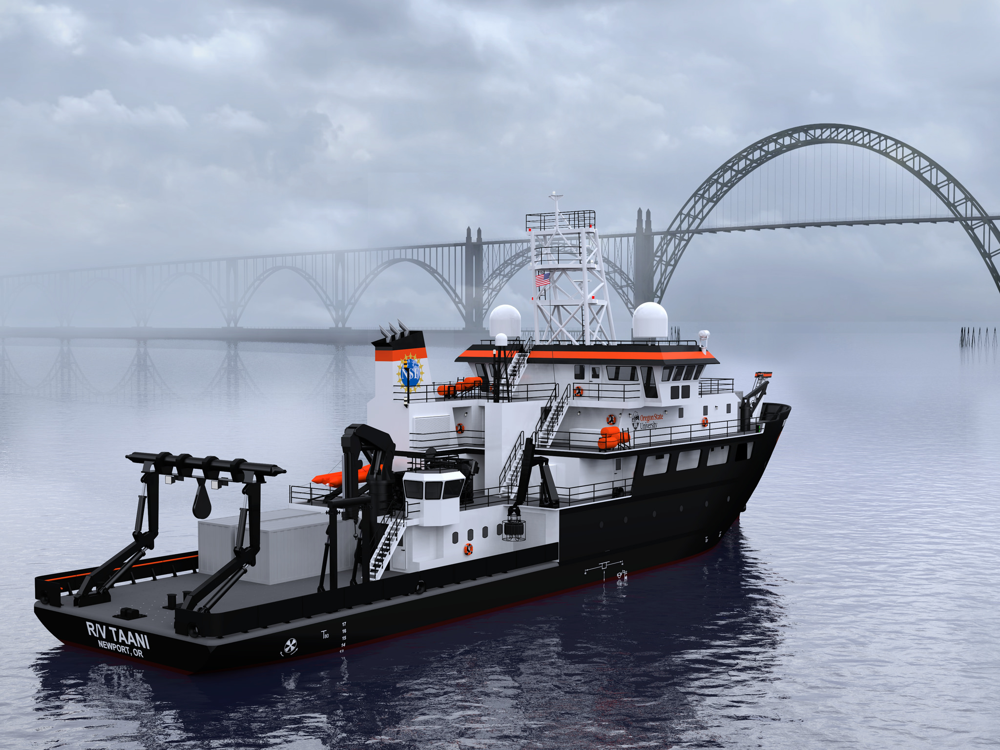 NSF
Oregon State
University
R/V TAANI
NEWPORT, OR
T80
17
16
15
14